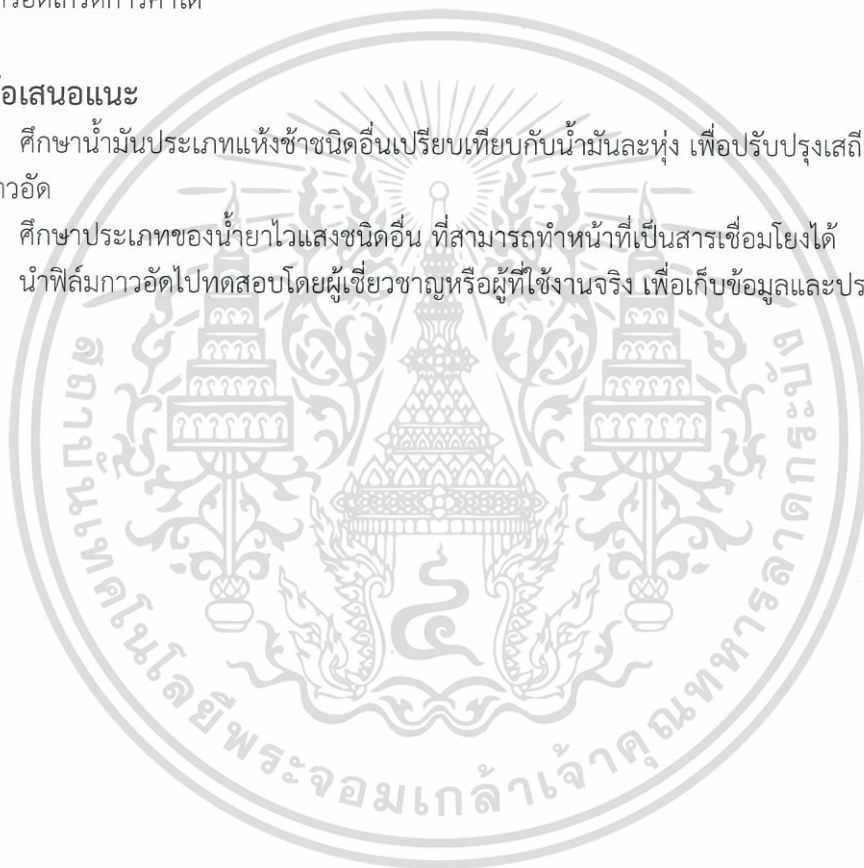 ข้อเสนอแนะ
ศึกษาน้ำมันประเภทแห้งช้าชนิดอื่นเปรียบเทียบกับน้ำมันละหุ่ง เพื่อปรับปรุงเสถี
าวอัด
ศึกษาประเภทของน้ำยาไวแสงชนิดอื่น ที่สามารถทำหน้าที่เป็นสารเชื่อมโยงได้
นำฟิล์มกาวอัดไปทดสอบโดยผู้เชี่ยวชาญหรือผู้ที่ใช้งานจริง เพื่อเก็บข้อมูลและประ
สถาบันเทคโนโลยีพระจอมเกล้าเจ้าคุณทหารลาดกระบัง